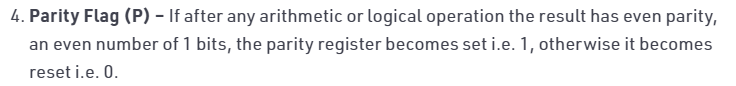 4. Parity Flag (P) – If after any arithmetic or logical operation the result has even parity,
an even number of 1 bits, the parity register becomes set i.e. 1, otherwise it becomes
reset i.e. 0.